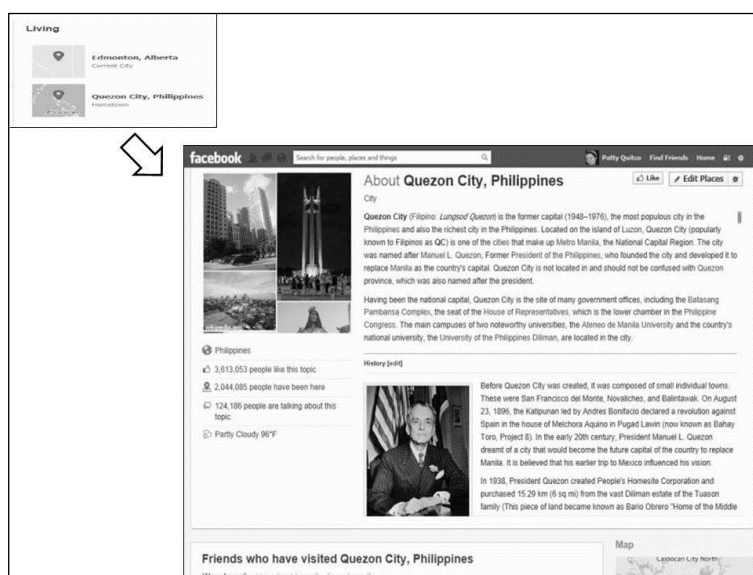 Living
Edmonton, Alberta
Current City
Quezon City, Philippines
Hometown
facebook
Search for people, places and things
Patty Quitco Find Friends Home
About Quezon City, Philippines
Like
Edit Places
City
Quezon City (Filipino: Lungsod Quezon) is the former capital (1948–1976), the most populous city in the
Philippines and also the richest city in the Philippines. Located on the island of Luzon, Quezon City (popularly
known to Filipinos as QC) is one of the cities that make up Metro Manila, the National Capital Region. The city
was named after Manuel L. Quezon, Former President of the Philippines, who founded the city and developed it to
replace Manila as the country's capital. Quezon City is not located in and should not be confused with Quezon
province, which was also named after the president.
Having been the national capital, Quezon City is the site of many government offices, including the Batasang
Pambansa Complex, the seat of the House of Representatives, which is the lower chamber in the Philippine
Congress. The main campuses of two noteworthy universities, the Ateneo de Manila University and the country's
national university, the University of the Philippines Diliman, are located in the city.
Philippines
3,613,053 people like this topic
2,044,085 people have been here
124,186 people are talking about this
topic
Partly Cloudy 96°F
History [edit]
Before Quezon City was created, it was composed of small individual towns.
These were San Francisco del Monte, Novaliches, and Balintawak. On August
23, 1896, the Katipunan led by Andres Bonifacio declared a revolution against
Spain in the house of Melchora Aquino in Pugad Lawin (now known as Bahay
Toro, Project 8). In the early 20th century, President Manuel L. Quezon
dreamt of a city that would become the future capital of the country to replace
Manila. It is believed that his earlier trip to Mexico influenced his vision.
In 1938, President Quezon created People's Homesite Corporation and
purchased 15.29 km (6 sq mi) from the vast Diliman estate of the Tuason
family (This piece of land became known as Bario Obrero "Home of the Middle
Friends who have visited Quezon City, Philippines
Map
Caloocan City North